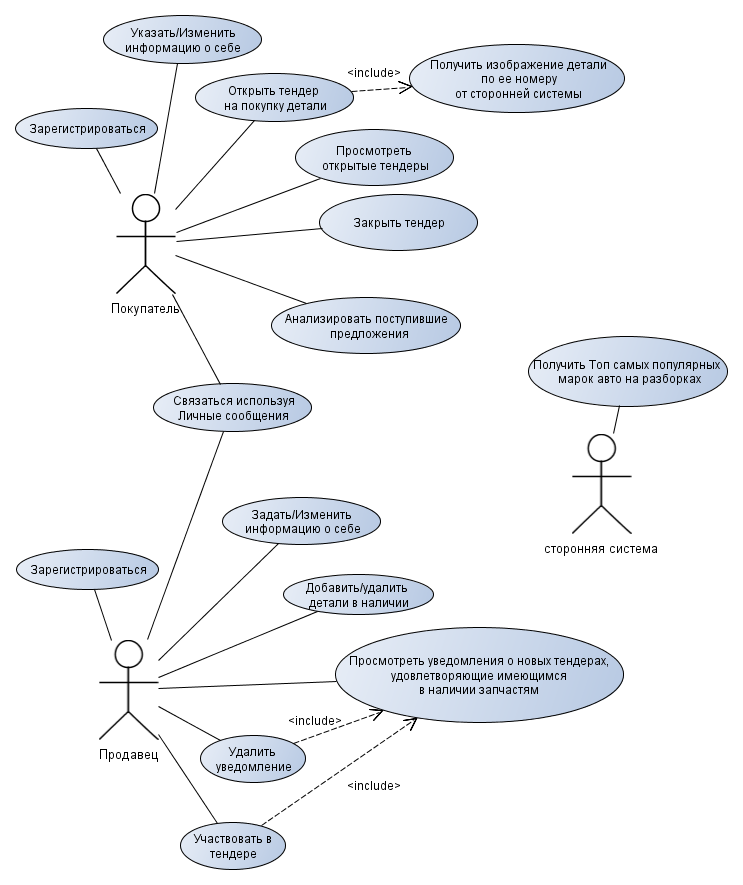 Указать/Изменить
информацию о себе
Получить изображение детали
по ее номеру
от сторонней системы
<include>
Открыть тендер
на покупку детали
Зарегистрироваться
Просмотреть
открытые тендеры
Закрыть тендер
Покупатель
Анализировать поступившие
предложения
Получить Топ самых популярных
марок авто на разборках
Связаться используя
Личные сообщения
сторонняя система
Задать/Изменить
информацию о себе
Зарегистрироваться
Добавить/удалить
детали в наличии
Просмотреть уведомления о новых тендерах,
удовлетворяющие имеющимся
в наличии запчастям
Продавец
<include>
Удалить
уведомление
<include>
Участвовать в
тендере